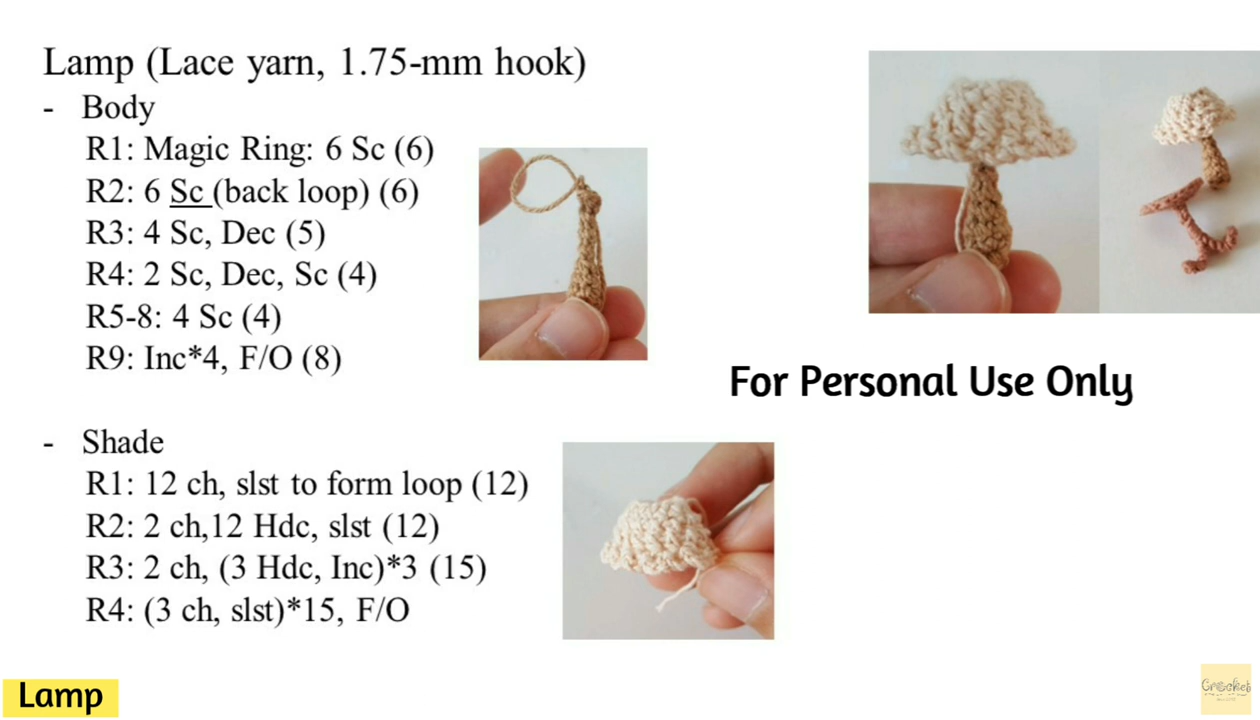 Lamp (Lace yarn, 1.75-mm hook)
- Body
R1: Magic Ring: 6 Sc (6)
R2: 6 Sc (back loop) (6)
R3: 4 Sc, Dec (5)
R4: 2 Sc, Dec, Sc (4)
R5-8: 4 Sc (4)
R9: Inc*4, F/O (8)
For Personal Use Only
- Shade
R1: 12 ch, slst to form loop (12)
R2: 2 ch,12 Hdc, slst (12)
R3: 2 ch, (3 Hdc, Inc)*3 (15)
R4: (3 ch, slst)*15, F/O
Lamp
Crochet